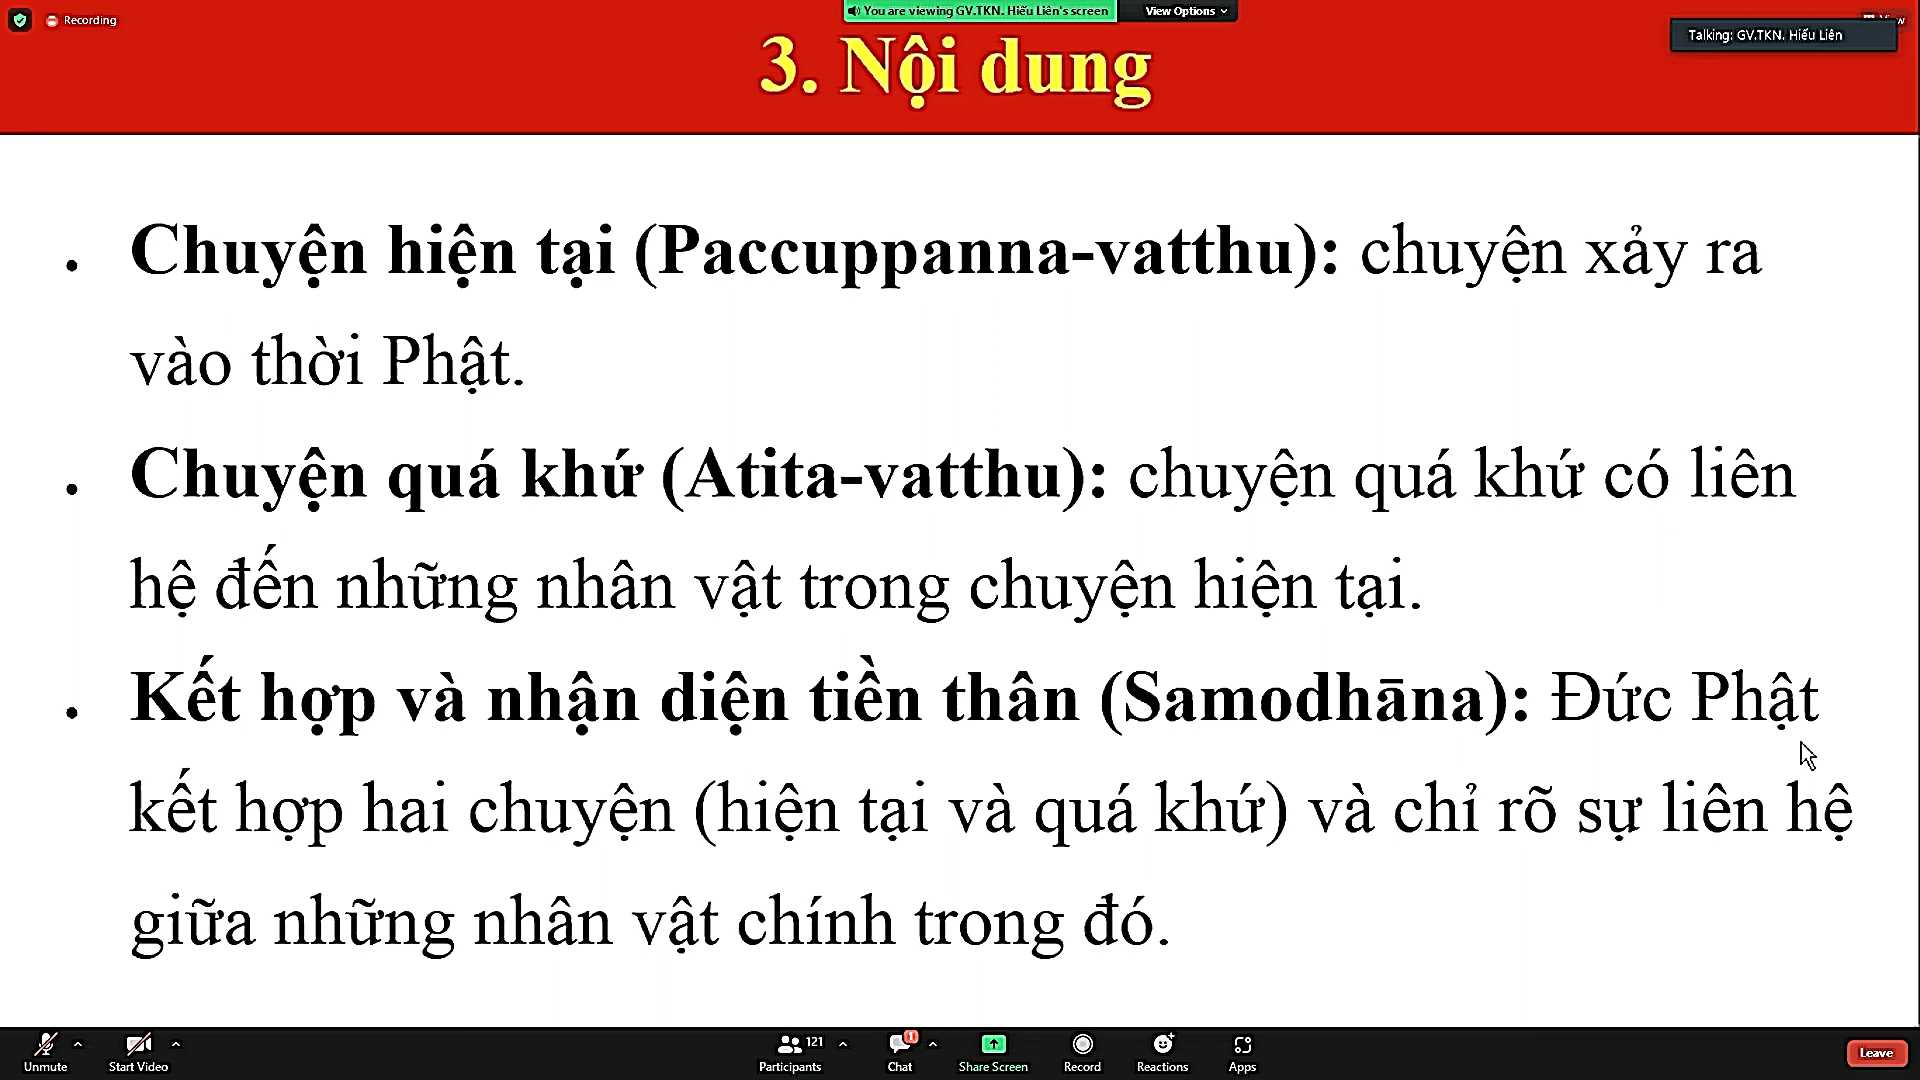 Recording
You are viewing GV.TKN. Hiếu Liên's screen
View Options
Talking: GV.TKN. Hiếu Liên
3. Nội dung
• Chuyện hiện tại (Paccuppanna-vatthu): chuyện xảy ra
vào thời Phật.
• Chuyện quá khứ (Atita-vatthu): chuyện quá khứ có liên
hệ đến những nhân vật trong chuyện hiện tại.
• Kết hợp và nhận diện tiền thân (Samodhāna): Đức Phật
kết hợp hai chuyện (hiện tại và quá khứ) và chỉ rõ sự liên hệ
giữa những nhân vật chính trong đó.
Unmute
Start Video
121
Participants
1
Chat
Share Screen
Record
Reactions
Apps
Leave